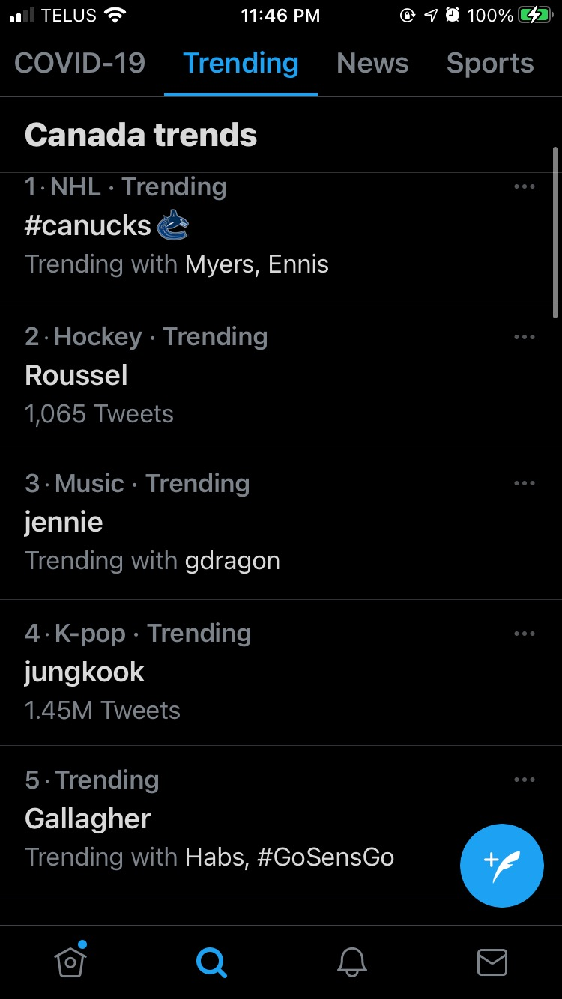 TELUS 11:46 PM 100%
COVID-19 Trending News Sports
Canada trends
1 · NHL · Trending
#canucks
Trending with Myers, Ennis
2 · Hockey · Trending
Roussel
1,065 Tweets
3 · Music · Trending
jennie
Trending with gdragon
4 · K-pop · Trending
jungkook
1.45M Tweets
5 · Trending
Gallagher
Trending with Habs, #GoSensGo